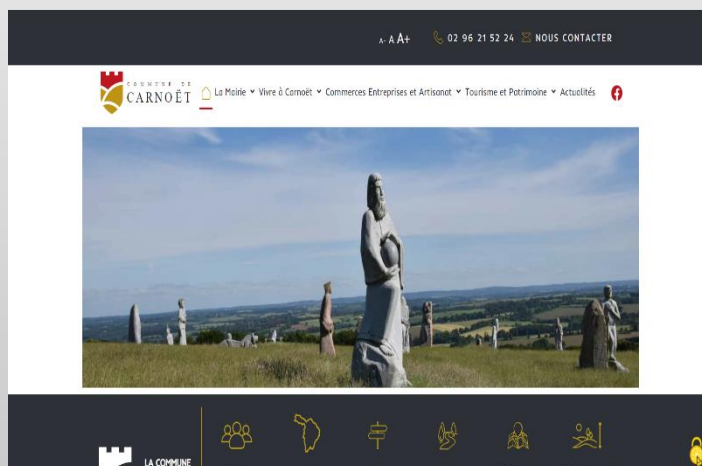 A- A A+ 02 96 21 52 24 NOUS CONTACTER
COMMUNE DE
CARNOËT
La Mairie Vivre à Carnoët Commerces Entreprises et Artisanat Tourisme et Patrimoine Actualités
LA COMMUNE